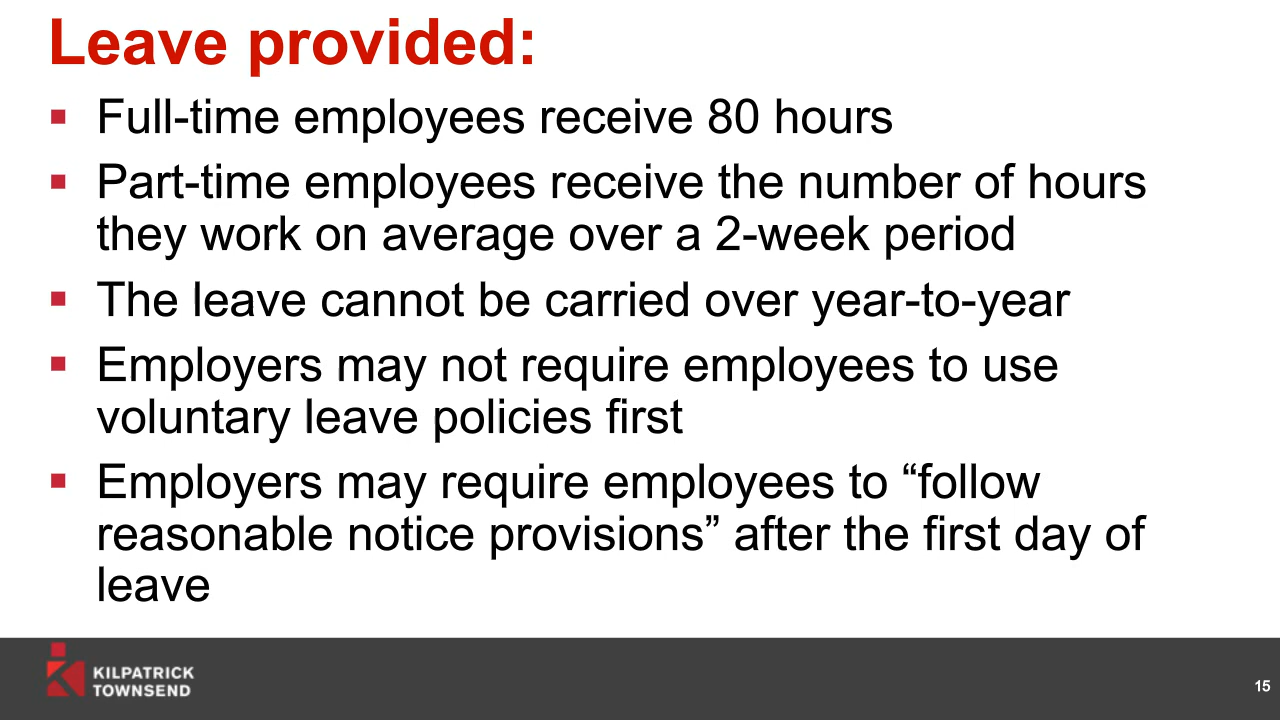 Leave provided:
▪ Full-time employees receive 80 hours
▪ Part-time employees receive the number of hours
they work on average over a 2-week period
▪ The leave cannot be carried over year-to-year
▪ Employers may not require employees to use
voluntary leave policies first
▪ Employers may require employees to “follow
reasonable notice provisions” after the first day of
leave
KILPATRICK
TOWNSEND
15